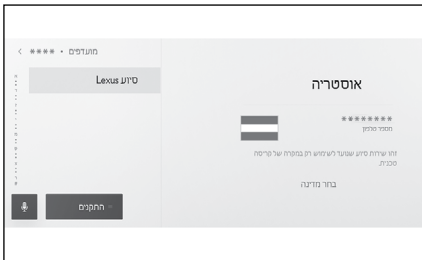 מועדפים • ****
סיוע Lexus
התקנים
אוסטריה
********
מספר טלפון
זהו שירות סיוע שנועד לשימוש רק במקרה של קריסה
טכנית.
בחר מדינה